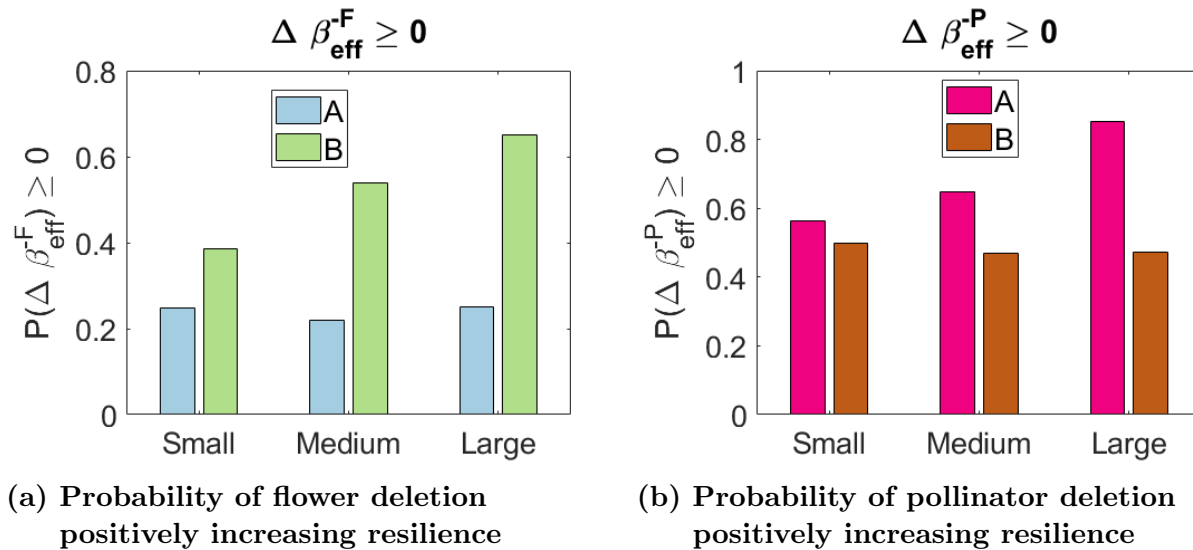 Δ β-F eff ≥ 0
P(Δ β-F eff) ≥ 0
0.8
0.6
0.4
0.2
0
A
B
Small Medium Large
(a) Probability of flower deletion
positively increasing resilience
Δ β-P eff ≥ 0
P(Δ β-P eff) ≥ 0
1
0.8
0.6
0.4
0.2
0
A
B
Small Medium Large
(b) Probability of pollinator deletion
positively increasing resilience